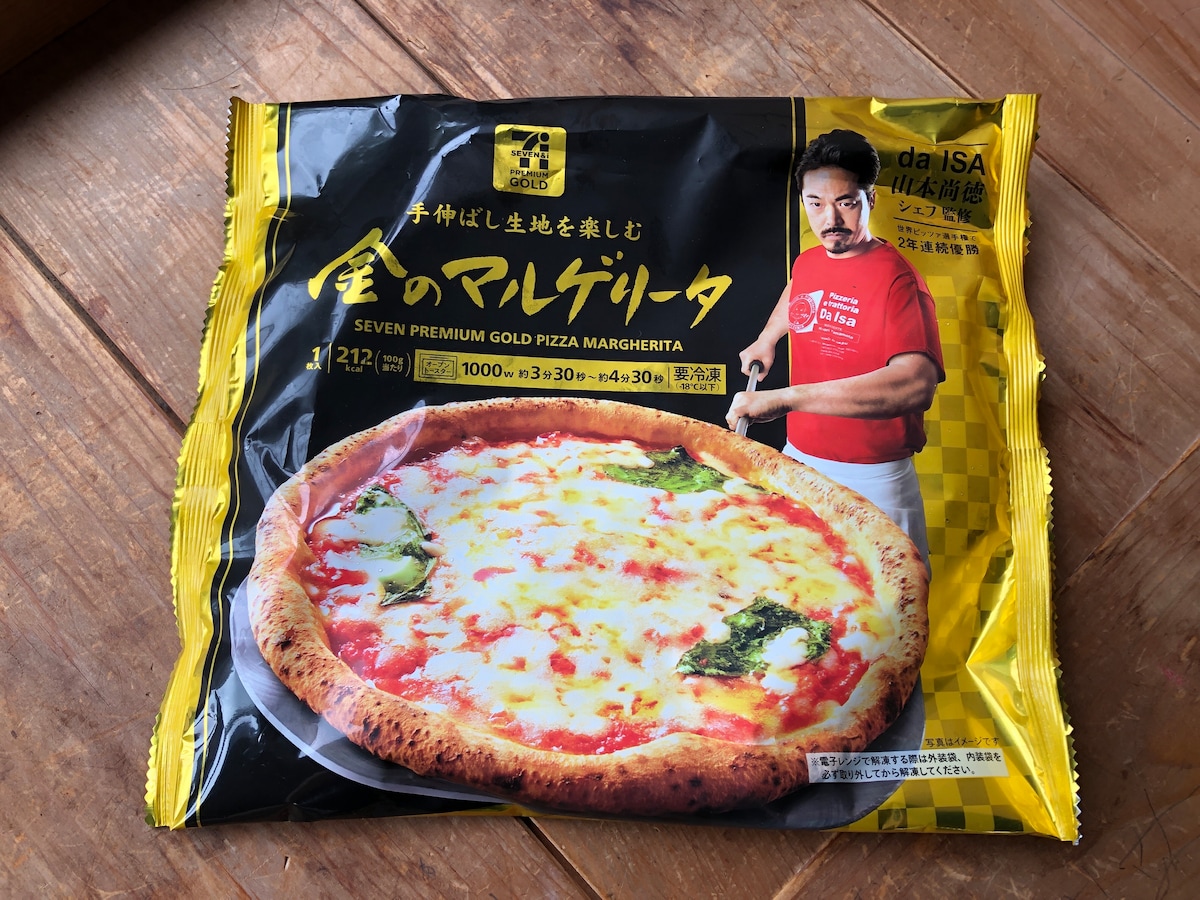 7i
SEVEN&i
PREMIUM
GOLD
手伸ばし生地を楽しむ
金のマルゲリータ
SEVEN PREMIUM GOLD PIZZA MARGHERITA
1枚入
212kcal
(100g当たり)
オーブントースター
1000w 約3分30秒~約4分30秒
要冷凍
(-18℃以下)
da ISA
山本尚徳
シェフ監修
世界ピッツァ選手権で
2年連続優勝
Pizzeria
e trattoria
Da Isa
写真はイメージです
※電子レンジで解凍する際は外装袋、内装袋を
必ず取り外してから解凍してください。